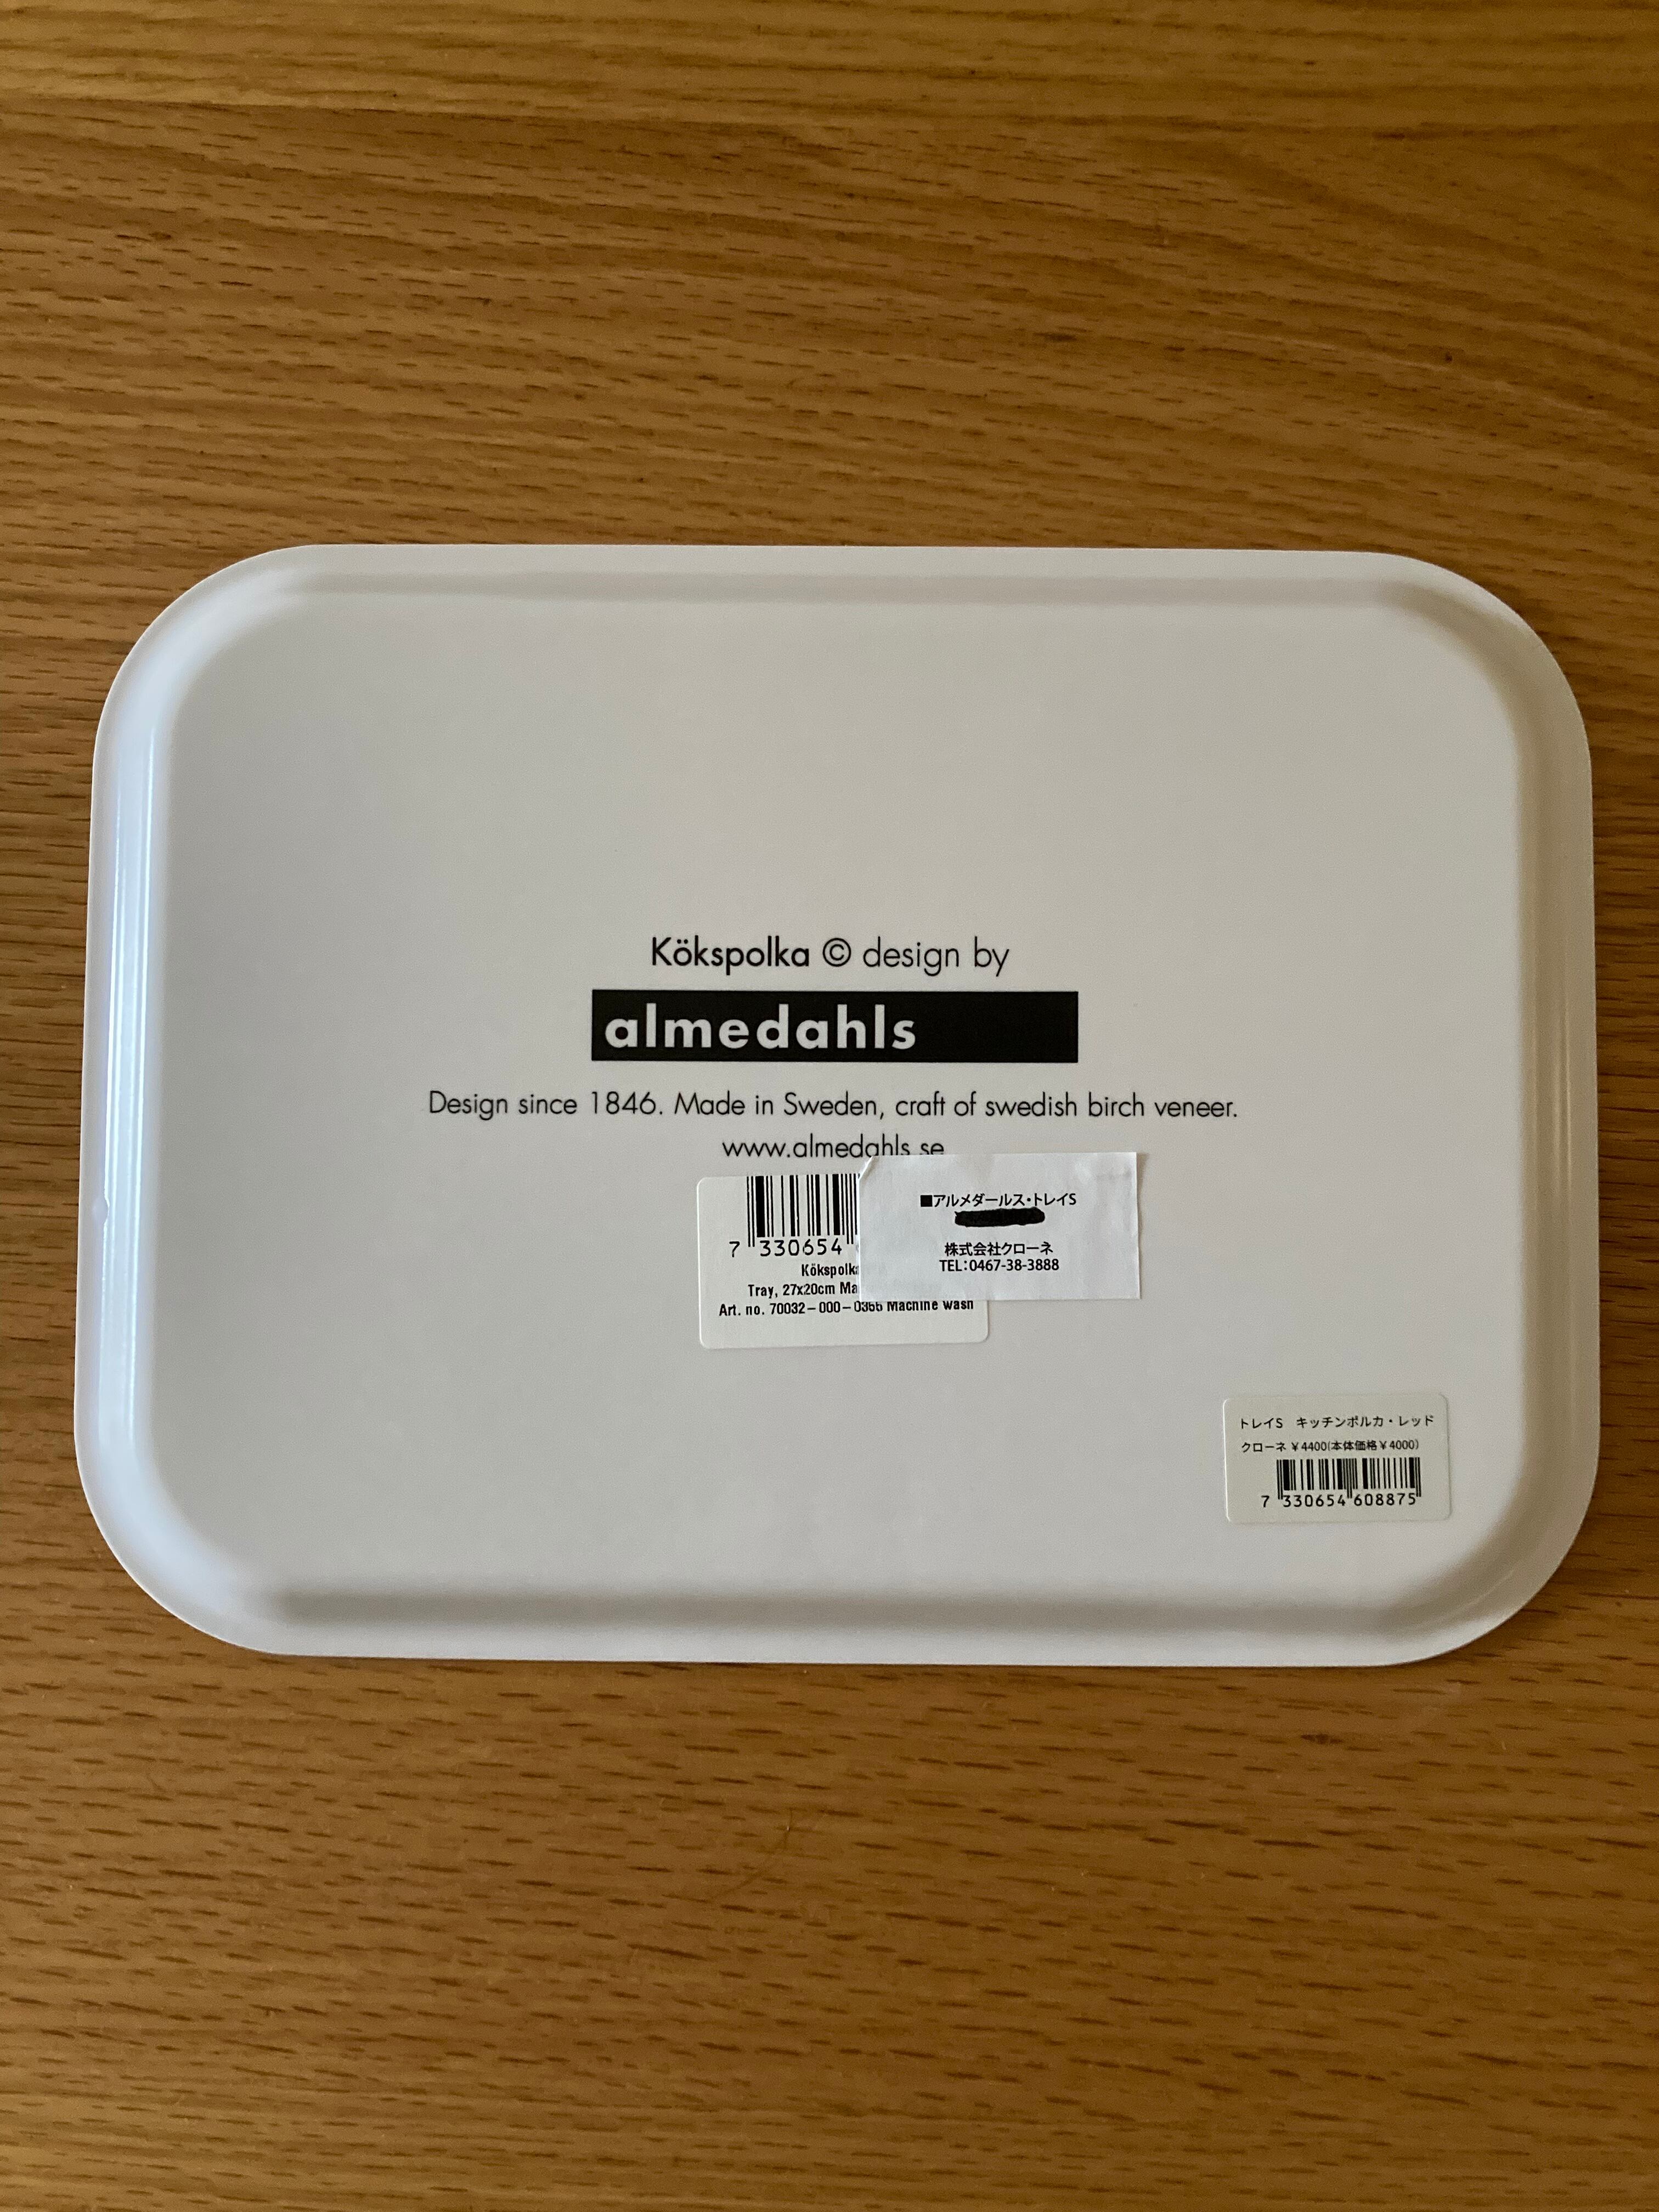 Kökspolka © design by
almedahls
Design since 1846. Made in Sweden, craft of swedish birch veneer.
www.almedahls.se
■アルメダールス・トレイS
株式会社クローネ
TEL:0467-38-3888
7 330654
Kökspolka
Tray, 27x20cm Ma
Art. no. 70032-000-0366 Machine wash
トレイS キッチンポルカ・レッド
クローネ ¥4400(本体価格¥4000)
7 330654 608875